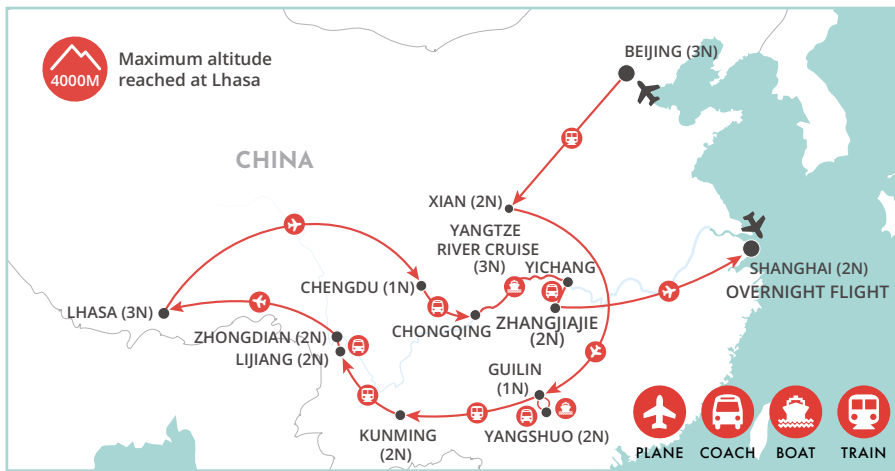 4000M
Maximum altitude
reached at Lhasa
BEIJING (3N)
CHINA
XIAN (2N)
YANGTZE
RIVER CRUISE
(3N)
YICHANG
CHENGDU (1N)
SHANGHAI (2N)
OVERNIGHT FLIGHT
LHASA (3N)
CHONGQING
ZHANGJIAJIE
(2N)
ZHONGDIAN (2N)
LIJIANG (2N)
GUILIN
(1N)
KUNMING
(2N)
YANGSHUO (2N)
PLANE
COACH
BOAT
TRAIN